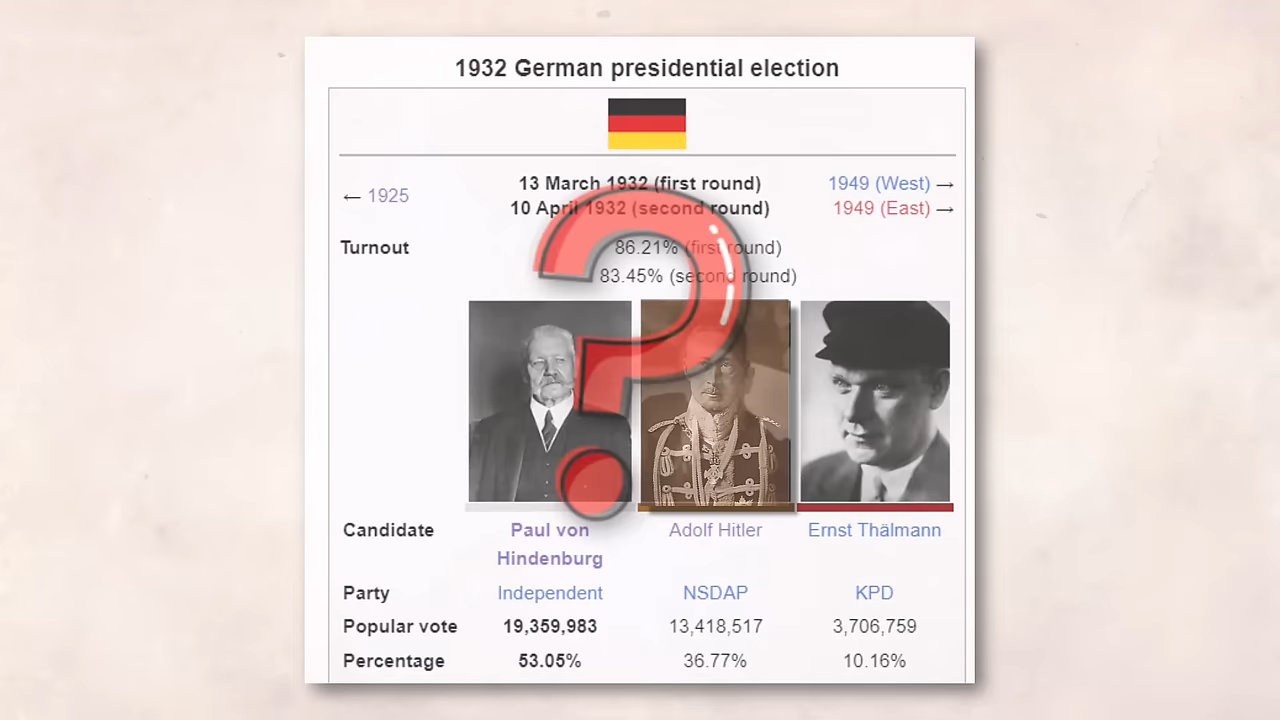 1932 German presidential election
← 1925
13 March 1932 (first round)
10 April 1932 (second round)
1949 (West) →
1949 (East) →
Turnout
86.21% (first round)
83.45% (second round)
Candidate Paul von Hindenburg Adolf Hitler Ernst Thälmann
Party Independent NSDAP KPD
Popular vote 19,359,983 13,418,517 3,706,759
Percentage 53.05% 36.77% 10.16%
?